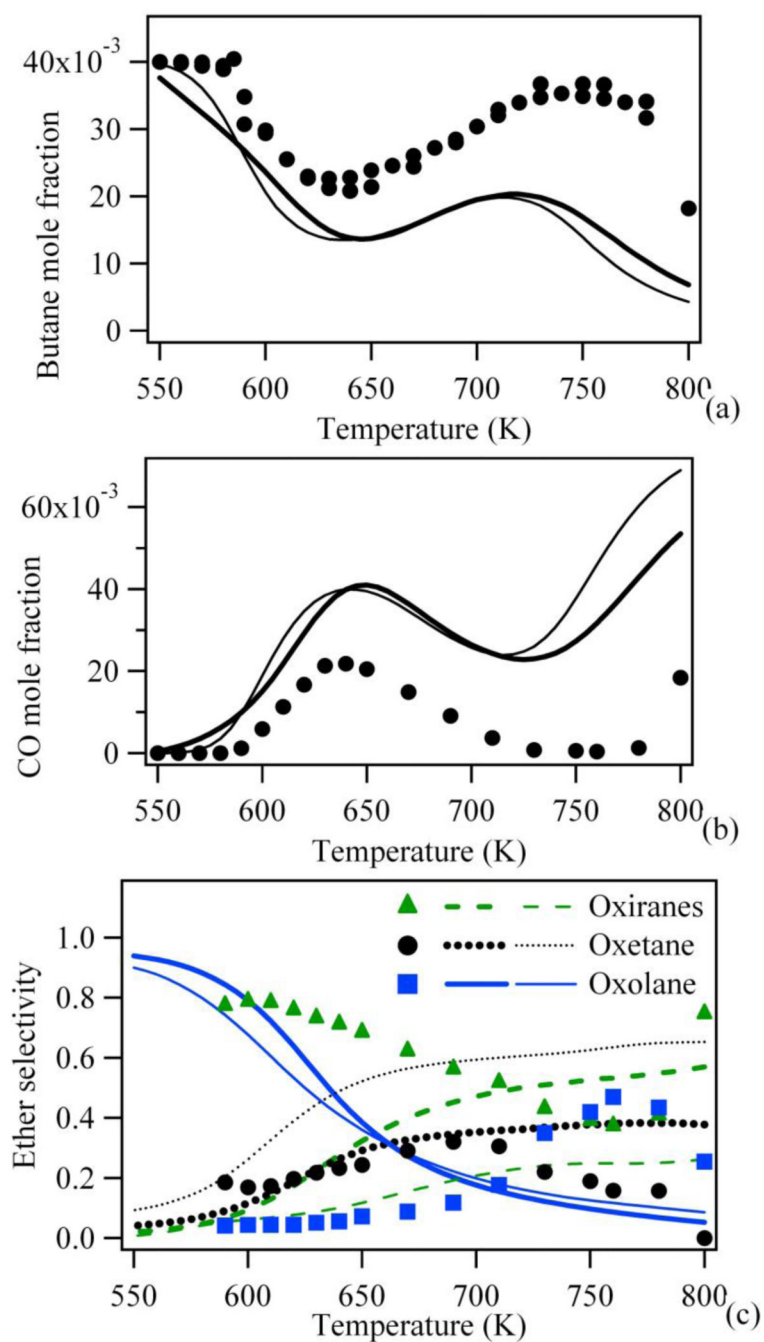 40x10-3
30
20
10
0
Butane mole fraction
550 600 650 700 750 800
Temperature (K)
(a)
60x10-3
40
20
0
CO mole fraction
550 600 650 700 750 800
Temperature (K)
(b)
1.0
0.8
0.6
0.4
0.2
0.0
Ether selectivity
Oxiranes
Oxetane
Oxolane
550 600 650 700 750 800
Temperature (K)
(c)